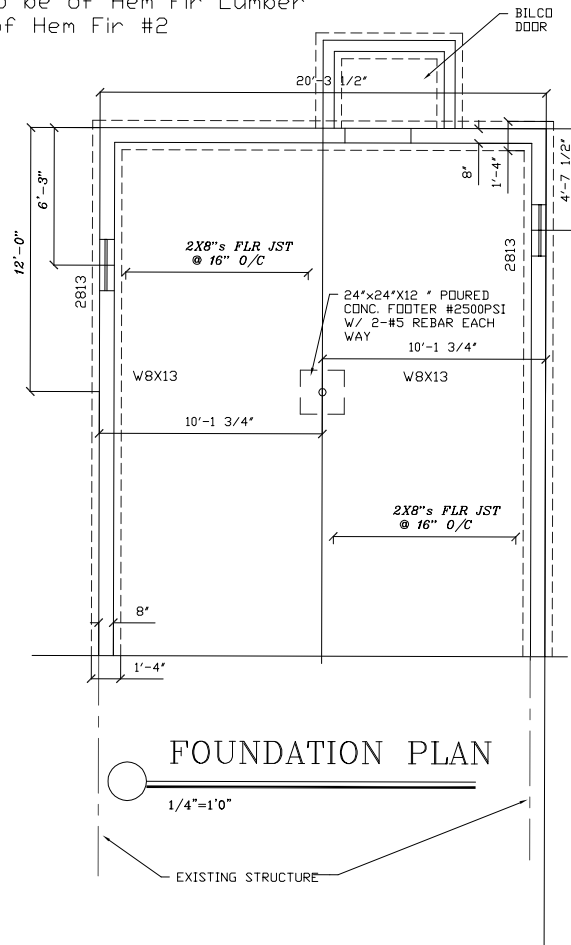 be of Hem Fir Lumber
of Hem Fir #2
BILCO
DOOR
20'-3 1/2"
8"
1'-4"
4'-7 1/2"
6'-3"
12'-0"
2X8"s FLR JST
@ 16" O/C
2813
2813
24"x24"X12 " POURED
CONC. FOOTER #2500PSI
W/ 2-#5 REBAR EACH
WAY
10'-1 3/4"
W8X13
W8X13
10'-1 3/4"
2X8"s FLR JST
@ 16" O/C
8"
1'-4"
FOUNDATION PLAN
1/4"=1'0"
EXISTING STRUCTURE